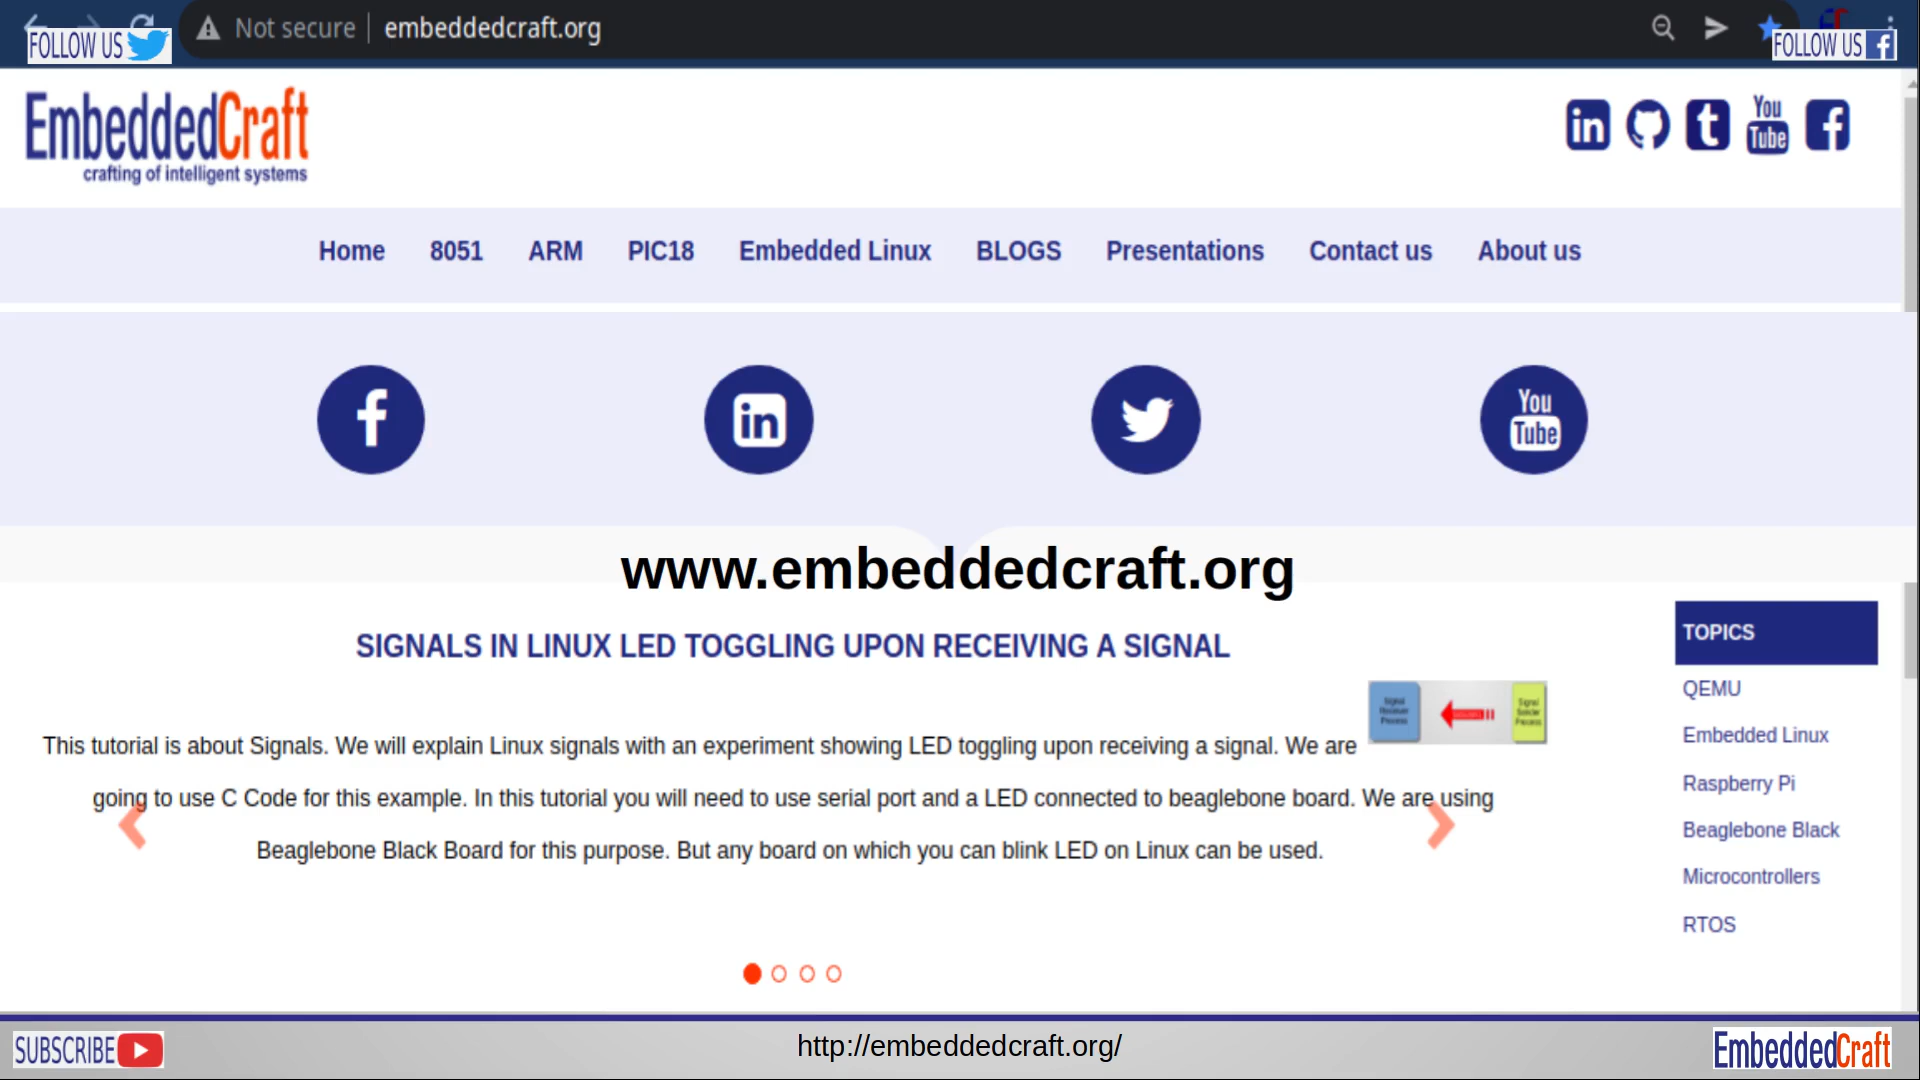 Not secure embeddedcraft.org
FOLLOW US
FOLLOW US
EmbeddedCraft
crafting of intelligent systems
You
Tube
Home 8051 ARM PIC18 Embedded Linux BLOGS Presentations Contact us About us
You
Tube
www.embeddedcraft.org
SIGNALS IN LINUX LED TOGGLING UPON RECEIVING A SIGNAL
Signal
Receiver
Process
Signal
Sender
Process
This tutorial is about Signals. We will explain Linux signals with an experiment showing LED toggling upon receiving a signal. We are
going to use C Code for this example. In this tutorial you will need to use serial port and a LED connected to beaglebone board. We are using
Beaglebone Black Board for this purpose. But any board on which you can blink LED on Linux can be used.
TOPICS
QEMU
Embedded Linux
Raspberry Pi
Beaglebone Black
Microcontrollers
RTOS
SUBSCRIBE
http://embeddedcraft.org/
EmbeddedCraft